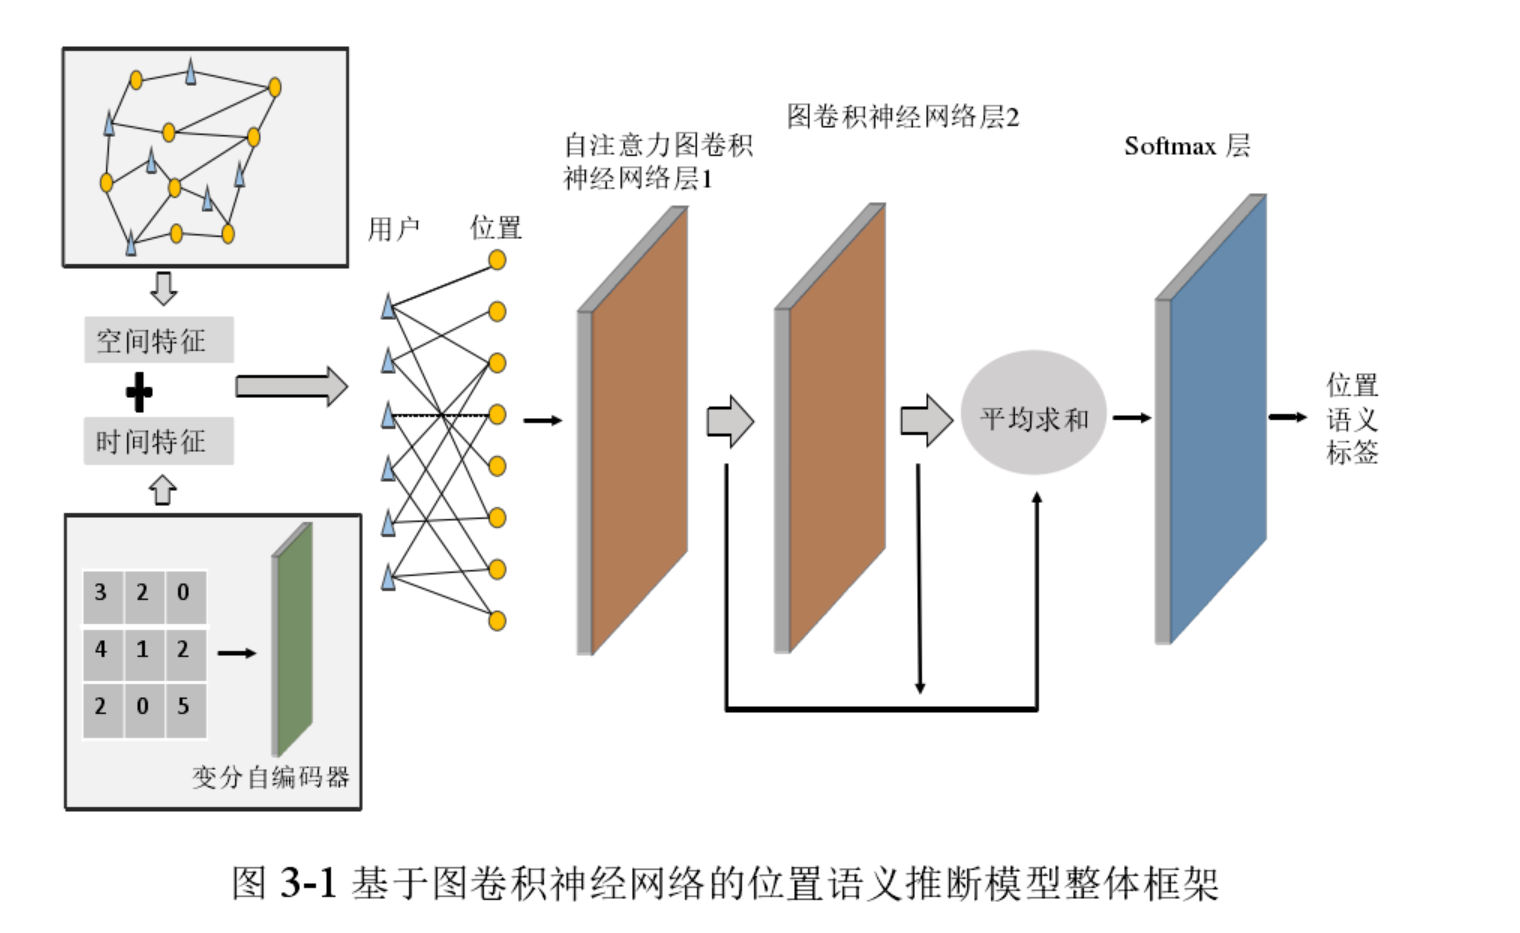 图卷积神经网络层2
自注意力图卷积
神经网络层1
Softmax 层
用户
位置
空间特征
+
时间特征
平均求和
位置
语义
标签
3 2 0
4 1 2
2 0 5
变分自编码器
图 3-1 基于图卷积神经网络的位置语义推断模型整体框架